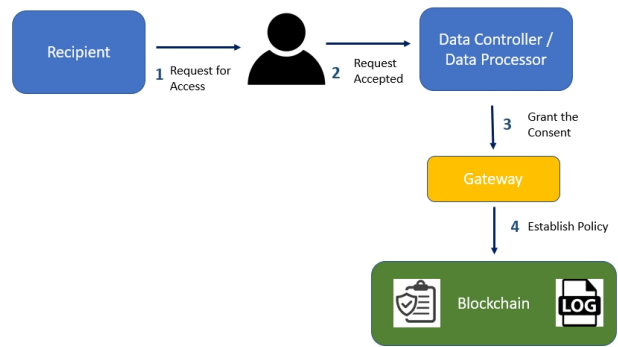 Recipient
1 Request for
Access
2 Request
Accepted
Data Controller /
Data Processor
3 Grant the
Consent
Gateway
4 Establish Policy
Blockchain
LOG